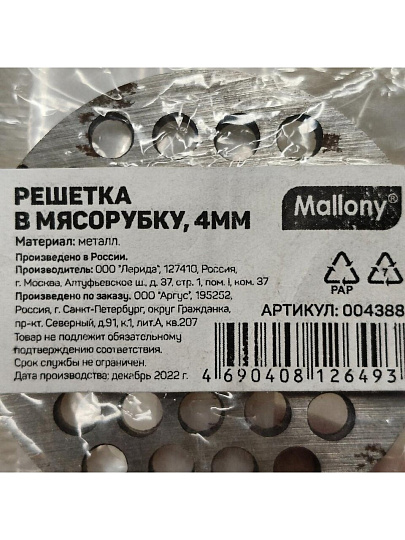 РЕШЕТКА
В МЯСОРУБКУ, 4ММ
Mallony®
Материал: металл.
Произведено в России.
Производитель: ООО "Лерида", 127410, Россия,
г. Москва, Алтуфьевское ш., д. 37, стр. 1, пом. I, ком. 37
Произведено по заказу: ООО "Аргус", 195252,
Россия, г. Санкт-Петербург, округ Гражданка,
пр-кт. Северный, д.91, к.1, лит.А, кв.207
Товар не подлежит обязательному
подтверждению соответствия.
Срок службы не ограничен.
Дата производства: декабрь 2022 г.
PAP
7
АРТИКУЛ: 004388
4 690408 126493